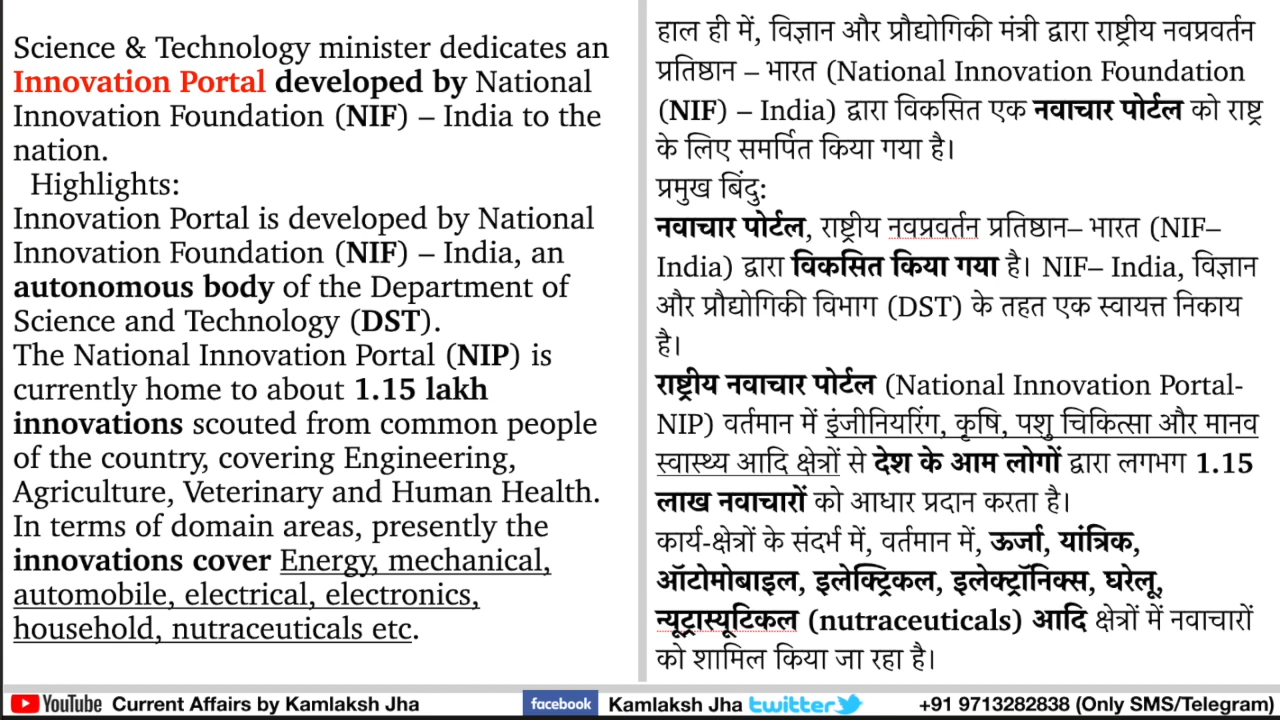 Science & Technology minister dedicates an
Innovation Portal developed by National
Innovation Foundation (NIF) – India to the
nation.
Highlights:
Innovation Portal is developed by National
Innovation Foundation (NIF) – India, an
autonomous body of the Department of
Science and Technology (DST).
The National Innovation Portal (NIP) is
currently home to about 1.15 lakh
innovations scouted from common people
of the country, covering Engineering,
Agriculture, Veterinary and Human Health.
In terms of domain areas, presently the
innovations cover Energy, mechanical,
automobile, electrical, electronics,
household, nutraceuticals etc.
हाल ही में, विज्ञान और प्रौद्योगिकी मंत्री द्वारा राष्ट्रीय नवप्रवर्तन
प्रतिष्ठान – भारत (National Innovation Foundation
(NIF) – India) द्वारा विकसित एक नवाचार पोर्टल को राष्ट्र
के लिए समर्पित किया गया है।
प्रमुख बिंदु:
नवाचार पोर्टल, राष्ट्रीय नवप्रवर्तन प्रतिष्ठान– भारत (NIF–
India) द्वारा विकसित किया गया है। NIF– India, विज्ञान
और प्रौद्योगिकी विभाग (DST) के तहत एक स्वायत्त निकाय
है।
राष्ट्रीय नवाचार पोर्टल (National Innovation Portal-
NIP) वर्तमान में इंजीनियरिंग, कृषि, पशु चिकित्सा और मानव
स्वास्थ्य आदि क्षेत्रों से देश के आम लोगों द्वारा लगभग 1.15
लाख नवाचारों को आधार प्रदान करता है।
कार्य-क्षेत्रों के संदर्भ में, वर्तमान में, ऊर्जा, यांत्रिक,
ऑटोमोबाइल, इलेक्ट्रिकल, इलेक्ट्रॉनिक्स, घरेलू,
न्यूट्रास्यूटिकल (nutraceuticals) आदि क्षेत्रों में नवाचारों
को शामिल किया जा रहा है।
YouTube Current Affairs by Kamlaksh Jha facebook Kamlaksh Jha twitter +91 9713282838 (Only SMS/Telegram)